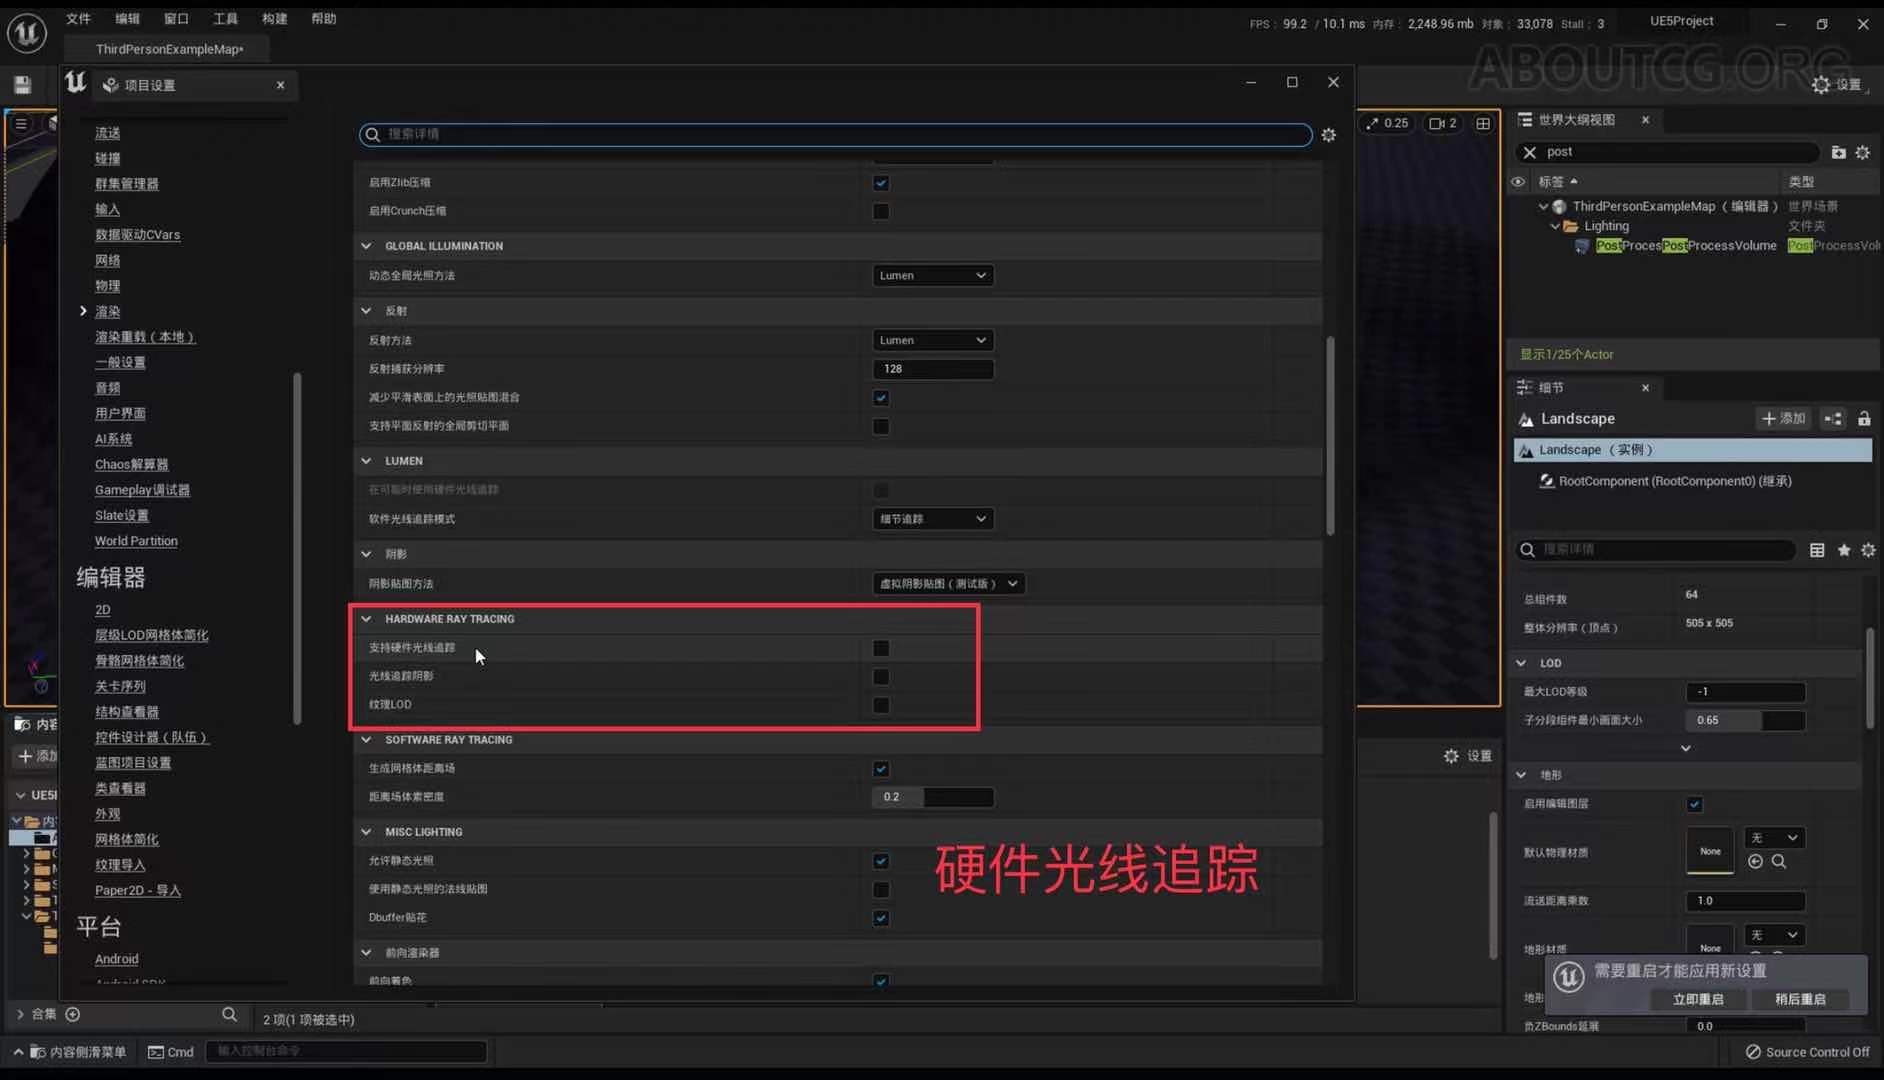 文件 编辑 窗口 工具 构建 帮助
FPS： 99.2 / 10.1 ms 内存： 2,248.96 mb 对象： 33,078 Stall： 3
UE5Project
ThirdPersonExampleMap•
ABOUTCG.ORG
设置
项目设置
流送
碰撞
群集管理器
输入
数据驱动CVars
网络
物理
渲染
渲染重载（本地）
一般设置
音频
用户界面
AI系统
Chaos解算器
Gameplay调试器
Slate设置
World Partition
编辑器
2D
层级LOD网格体简化
骨骼网格体简化
关卡序列
结构查看器
控件设计器（队伍）
蓝图项目设置
类查看器
外观
网格体简化
纹理导入
Paper2D - 导入
平台
Android
Android SDK
搜索详情
启用Zlib压缩
启用Crunch压缩
GLOBAL ILLUMINATION
动态全局光照方法 Lumen
反射
反射方法 Lumen
反射捕获分辨率 128
减少平滑表面上的光照贴图混合
支持平面反射的全局剪切平面
LUMEN
在可能时使用硬件光线追踪
软件光线追踪模式 细节追踪
阴影
阴影贴图方法 虚拟阴影贴图（测试版）
HARDWARE RAY TRACING
支持硬件光线追踪
光线追踪阴影
纹理LOD
SOFTWARE RAY TRACING
生成网格体距离场
距离场体素密度 0.2
MISC LIGHTING
允许静态光照
使用静态光照的法线贴图
Dbuffer贴花
前向渲染器
前向着色
硬件光线追踪
0.25 2
世界大纲视图
post
标签 类型
ThirdPersonExampleMap（编辑器） 世界场景
Lighting 文件夹
PostProcesPostProcessVolume PostProcessVolu
显示1/25个Actor
细节
Landscape 添加
Landscape （实例）
RootComponent (RootComponent0) (继承)
搜索详情
总组件数 64
整体分辨率（顶点） 505 x 505
LOD
最大LOD等级 -1
子分段组件最小画面大小 0.65
地形
启用编辑图层
默认物理材质 None 无
流送距离乘数 1.0
地形材质 None 无
需要重启才能应用新设置
立即重启 稍后重启
地形
负ZBounds延展 0.0
设置
内容
添加
UE5P
内
合集
2 项(1 项被选中)
内容侧滑菜单 Cmd 输入控制台命令
Source Control Off